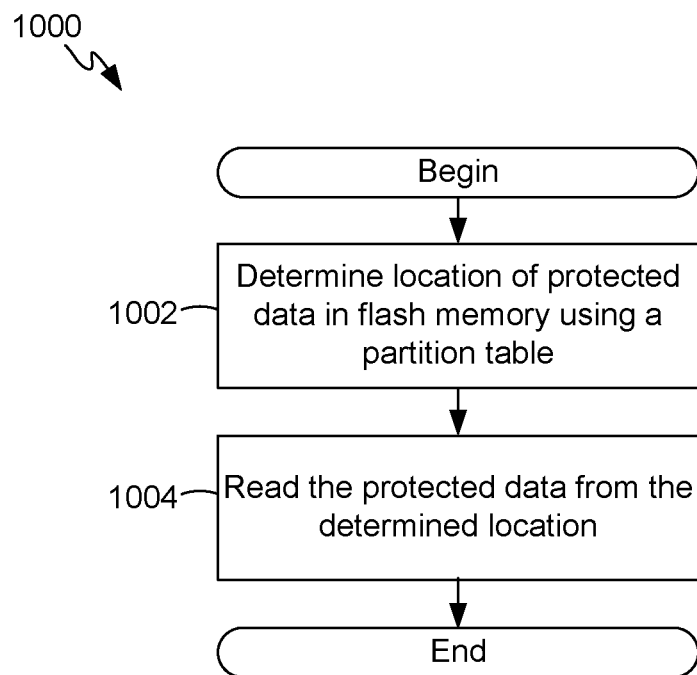 1000
Begin
1002
Determine location of protected
data in flash memory using a
partition table
1004
Read the protected data from the
determined location
End